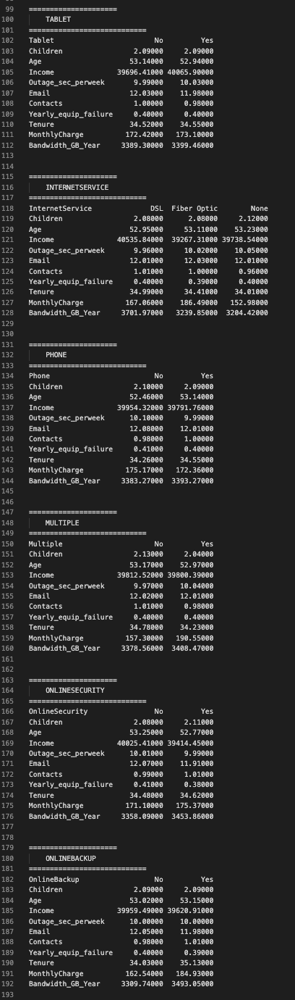 99 =====================
100 TABLET
101 ============================
102 Tablet No Yes
103 Children 2.09000 2.09000
104 Age 53.14000 52.94000
105 Income 39696.41000 40065.90000
106 Outage_sec_perweek 9.99000 10.03000
107 Email 12.03000 11.98000
108 Contacts 1.00000 0.98000
109 Yearly_equip_failure 0.40000 0.40000
110 Tenure 34.52000 34.55000
111 MonthlyCharge 172.42000 173.10000
112 Bandwidth_GB_Year 3389.30000 3399.46000
113
114
115 =====================
116 INTERNETSERVICE
117 ============================
118 InternetService DSL Fiber Optic None
119 Children 2.08000 2.08000 2.12000
120 Age 52.95000 53.11000 53.23000
121 Income 40535.84000 39267.31000 39738.54000
122 Outage_sec_perweek 9.96000 10.02000 10.05000
123 Email 12.01000 12.03000 12.01000
124 Contacts 1.01000 1.00000 0.96000
125 Yearly_equip_failure 0.40000 0.39000 0.40000
126 Tenure 34.99000 34.41000 34.01000
127 MonthlyCharge 167.06000 186.49000 152.98000
128 Bandwidth_GB_Year 3701.97000 3239.85000 3204.42000
129
130
131 =====================
132 PHONE
133 ============================
134 Phone No Yes
135 Children 2.10000 2.09000
136 Age 52.46000 53.14000
137 Income 39954.32000 39791.76000
138 Outage_sec_perweek 10.10000 9.99000
139 Email 12.08000 12.01000
140 Contacts 0.98000 1.00000
141 Yearly_equip_failure 0.41000 0.40000
142 Tenure 34.26000 34.55000
143 MonthlyCharge 175.17000 172.36000
144 Bandwidth_GB_Year 3383.27000 3393.27000
145
146
147 =====================
148 MULTIPLE
149 ============================
150 Multiple No Yes
151 Children 2.13000 2.04000
152 Age 53.17000 52.97000
153 Income 39812.52000 39800.39000
154 Outage_sec_perweek 9.97000 10.04000
155 Email 12.02000 12.01000
156 Contacts 1.01000 0.98000
157 Yearly_equip_failure 0.40000 0.40000
158 Tenure 34.78000 34.23000
159 MonthlyCharge 157.30000 190.55000
160 Bandwidth_GB_Year 3378.56000 3408.47000
161
162
163 =====================
164 ONLINESECURITY
165 ============================
166 OnlineSecurity No Yes
167 Children 2.08000 2.11000
168 Age 53.25000 52.77000
169 Income 40025.41000 39414.45000
170 Outage_sec_perweek 10.01000 9.99000
171 Email 12.07000 11.91000
172 Contacts 0.99000 1.01000
173 Yearly_equip_failure 0.41000 0.38000
174 Tenure 34.48000 34.62000
175 MonthlyCharge 171.10000 175.37000
176 Bandwidth_GB_Year 3358.09000 3453.86000
177
178
179 =====================
180 ONLINEBACKUP
181 ============================
182 OnlineBackup No Yes
183 Children 2.09000 2.09000
184 Age 53.02000 53.15000
185 Income 39959.49000 39620.91000
186 Outage_sec_perweek 10.00000 10.00000
187 Email 12.05000 11.98000
188 Contacts 0.98000 1.01000
189 Yearly_equip_failure 0.40000 0.39000
190 Tenure 34.03000 35.13000
191 MonthlyCharge 162.54000 184.93000
192 Bandwidth_GB_Year 3309.74000 3493.05000
193